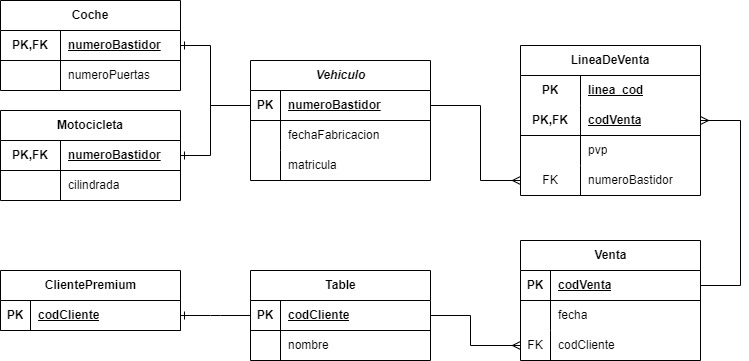 Coche
PK,FK numeroBastidor
numeroPuertas
Motocicleta
PK,FK numeroBastidor
cilindrada
Vehiculo
PK numeroBastidor
fechaFabricacion
matricula
LineaDeVenta
PK linea_cod
PK,FK codVenta
pvp
FK numeroBastidor
ClientePremium
PK codCliente
Table
PK codCliente
nombre
Venta
PK codVenta
fecha
FK codCliente